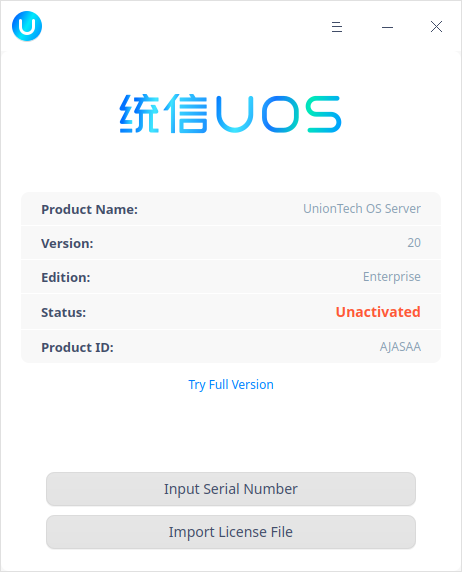 统信UOS
Product Name: UnionTech OS Server
Version: 20
Edition: Enterprise
Status: Unactivated
Product ID: AJASAA
Try Full Version
Input Serial Number
Import License File